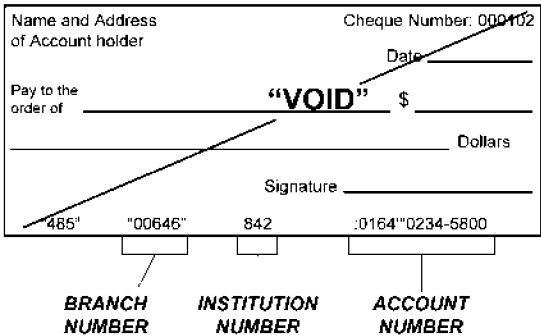 Name and Address Cheque Number: 000102
of Account holder
Date
Pay to the
order of "VOID" $
Dollars
Signature
"485" "00646" 842 :0164'"0234-5800
BRANCH INSTITUTION ACCOUNT
NUMBER NUMBER NUMBER